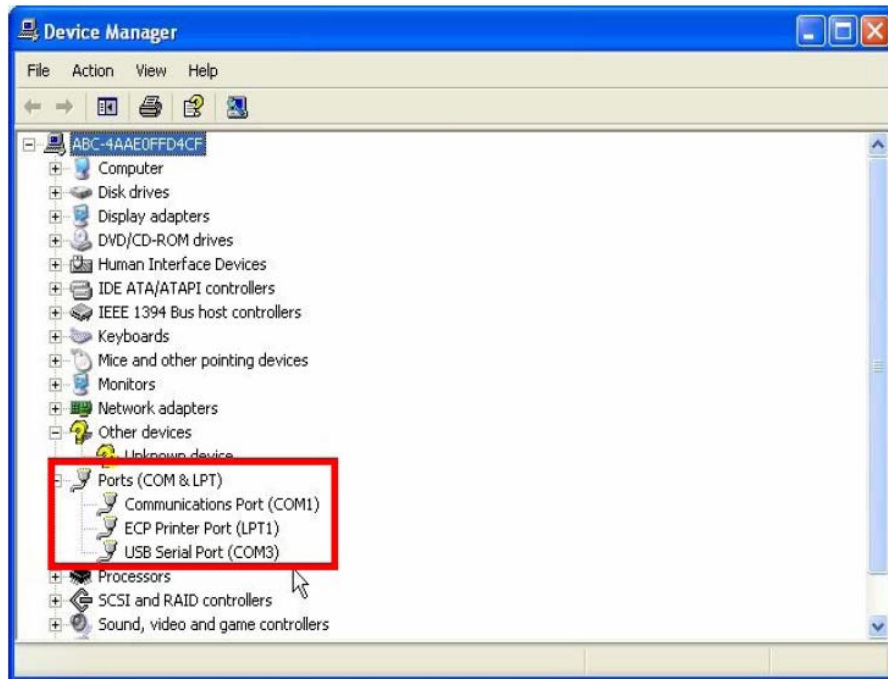 Device Manager
File Action View Help
ABC-4AAE0FFD4CF
Computer
Disk drives
Display adapters
DVD/CD-ROM drives
Human Interface Devices
IDE ATA/ATAPI controllers
IEEE 1394 Bus host controllers
Keyboards
Mice and other pointing devices
Monitors
Network adapters
Other devices
Unknown device
Ports (COM & LPT)
Communications Port (COM1)
ECP Printer Port (LPT1)
USB Serial Port (COM3)
Processors
SCSI and RAID controllers
Sound, video and game controllers